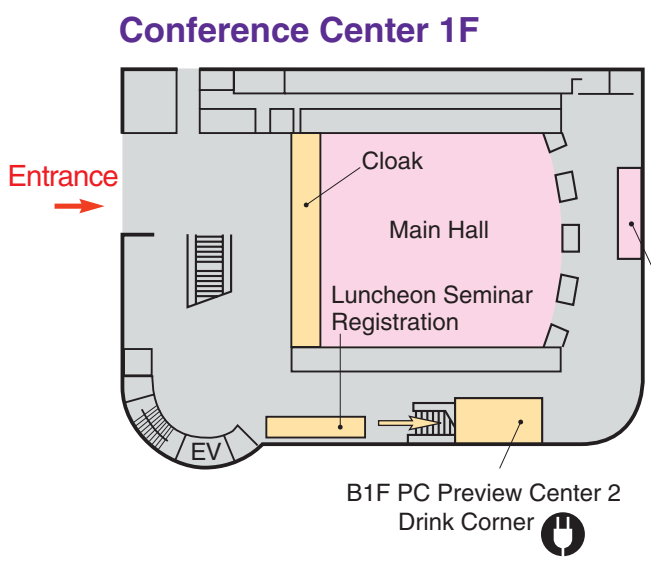 Conference Center 1F
Entrance
Cloak
Main Hall
Luncheon Seminar
Registration
EV
B1F PC Preview Center 2
Drink Corner